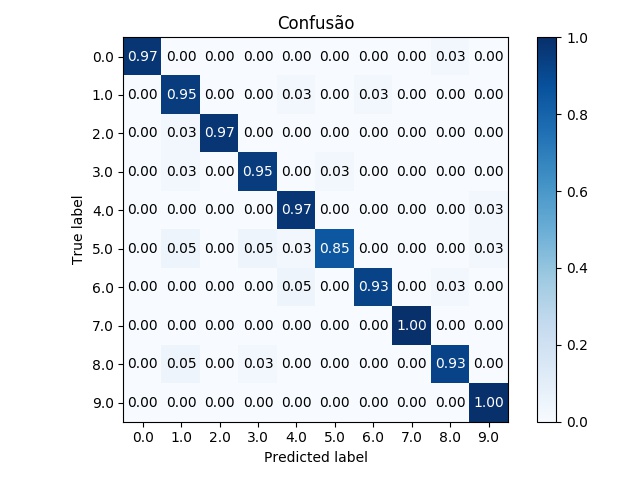 Confusão
0.0 0.97 0.00 0.00 0.00 0.00 0.00 0.00 0.00 0.03 0.00
1.0 0.00 0.95 0.00 0.00 0.03 0.00 0.03 0.00 0.00 0.00
2.0 0.00 0.03 0.97 0.00 0.00 0.00 0.00 0.00 0.00 0.00
3.0 0.00 0.03 0.00 0.95 0.00 0.03 0.00 0.00 0.00 0.00
4.0 0.00 0.00 0.00 0.00 0.97 0.00 0.00 0.00 0.00 0.03
5.0 0.00 0.05 0.00 0.05 0.03 0.85 0.00 0.00 0.00 0.03
6.0 0.00 0.00 0.00 0.00 0.05 0.00 0.93 0.00 0.03 0.00
7.0 0.00 0.00 0.00 0.00 0.00 0.00 0.00 1.00 0.00 0.00
8.0 0.00 0.05 0.00 0.03 0.00 0.00 0.00 0.00 0.93 0.00
9.0 0.00 0.00 0.00 0.00 0.00 0.00 0.00 0.00 0.00 1.00
0.0 1.0 2.0 3.0 4.0 5.0 6.0 7.0 8.0 9.0
Predicted label
True label
1.0
0.8
0.6
0.4
0.2
0.0